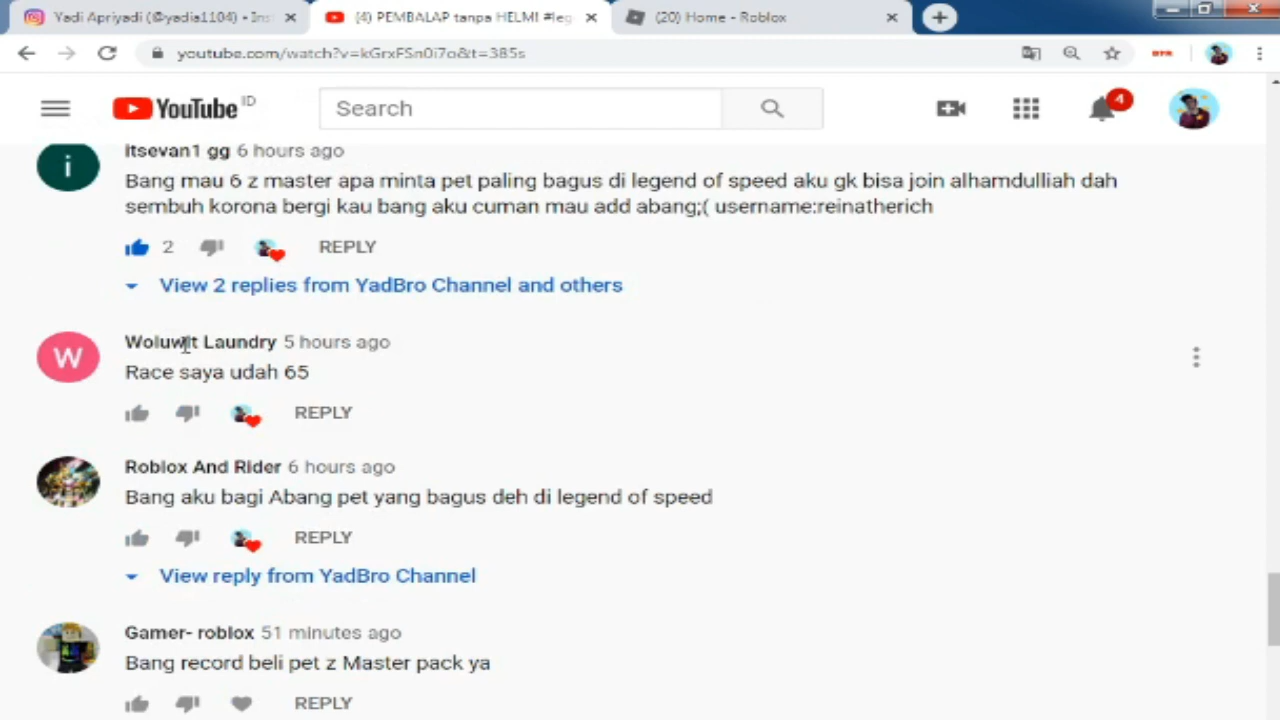 Yadi Apriyadi (@yadia1104) • Ins
(4) PEMBALAP tanpa HELM! #leg
(20) Home - Roblox
youtube.com/watch?v=kGrxFSn0i7o&t=385s
YouTube ID
Search
4
itsevan1 gg 6 hours ago
Bang mau 6 z master apa minta pet paling bagus di legend of speed aku gk bisa join alhamdulliah dah
sembuh korona bergi kau bang aku cuman mau add abang;( username:reinatherich
2 REPLY
View 2 replies from YadBro Channel and others
W
Woluwit Laundry 5 hours ago
Race saya udah 65
REPLY
Roblox And Rider 6 hours ago
Bang aku bagi Abang pet yang bagus deh di legend of speed
REPLY
View reply from YadBro Channel
Gamer- roblox 51 minutes ago
Bang record beli pet z Master pack ya
REPLY